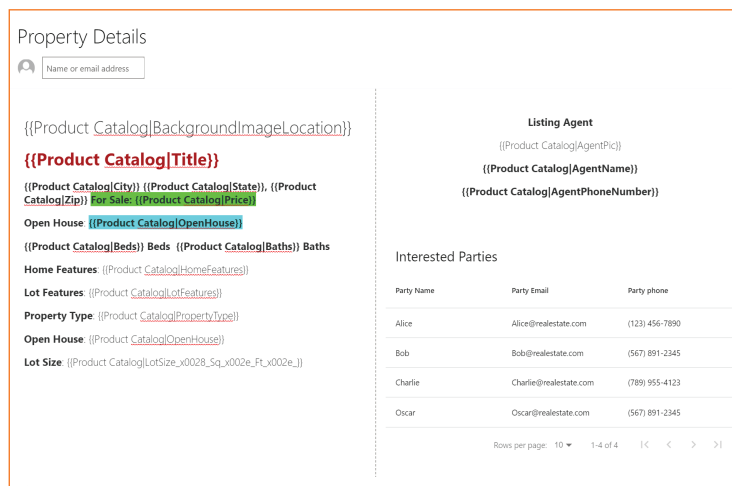 Property Details
Name or email address
{{Product Catalog|BackgroundImageLocation}}
{{Product Catalog|Title}}
{{Product Catalog|City}} {{Product Catalog|State}}, {{Product
Catalog|Zip}} For Sale: {{Product Catalog|Price}}
Open House: {{Product Catalog|OpenHouse}}
{{Product Catalog|Beds}} Beds {{Product Catalog|Baths}} Baths
Home Features: {{Product Catalog|HomeFeatures}}
Lot Features: {{Product Catalog|LotFeatures}}
Property Type: {{Product Catalog|PropertyType}}
Open House: {{Product Catalog|OpenHouse}}
Lot Size: {{Product Catalog|LotSize_x0028_Sq_x002e_Ft_x002e_}}
Listing Agent
{{Product Catalog|AgentPic}}
{{Product Catalog|AgentName}}
{{Product Catalog|AgentPhoneNumber}}
Interested Parties
Party Name Party Email Party phone
Alice Alice@realestate.com (123) 456-7890
Bob Bob@realestate.com (567) 891-2345
Charlie Charlie@realestate.com (789) 955-4123
Oscar Oscar@realestate.com (567) 891-2345
Rows per page: 10 1-4 of 4